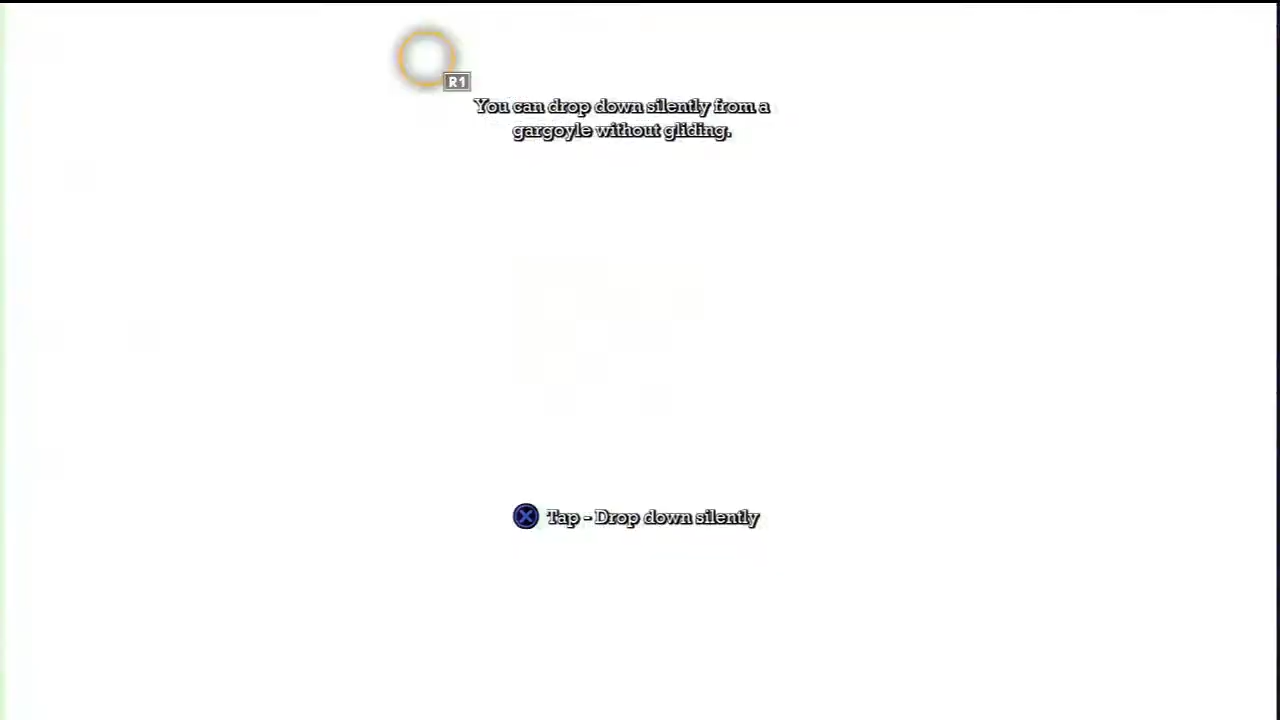 R1
You can drop down silently from a
gargoyle without gliding.
Tap - Drop down silently